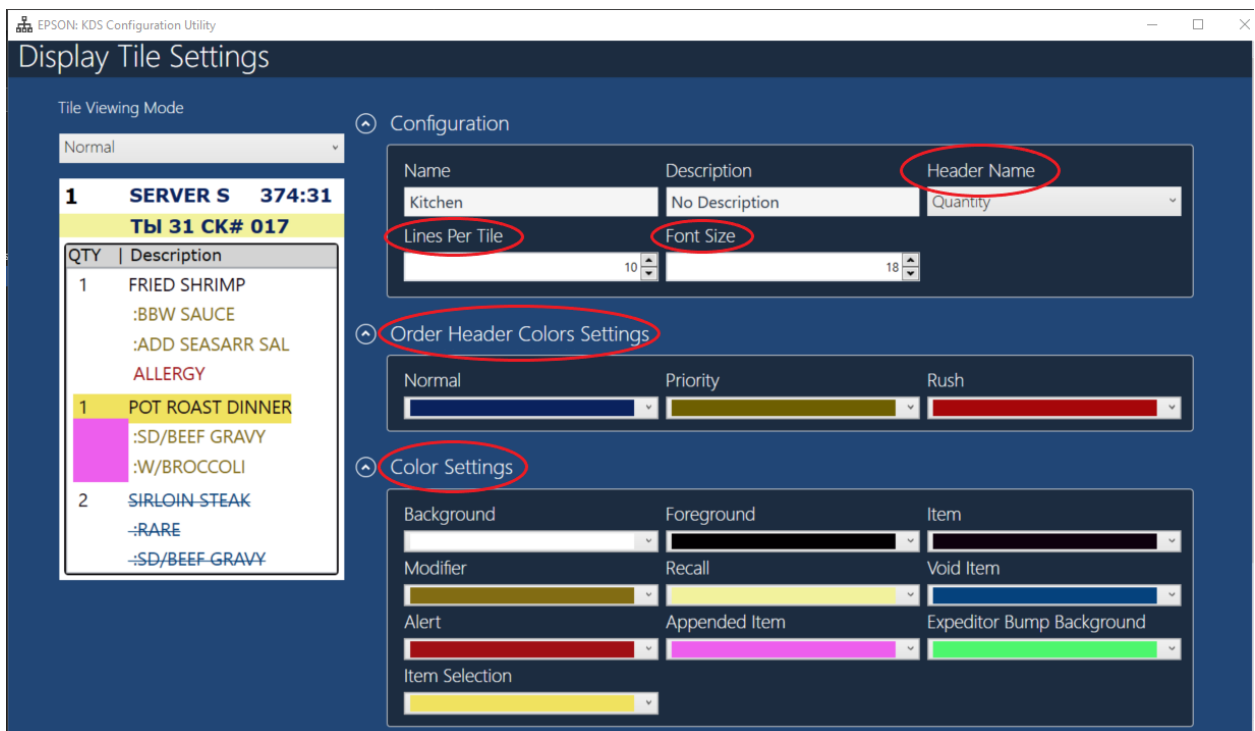 EPSON: KDS Configuration Utility
Display Tile Settings
Tile Viewing Mode
Normal
1 SERVER S 374:31
ТЫ 31 CK# 017
QTY | Description
1 FRIED SHRIMP
:BBW SAUCE
:ADD SEASARR SAL
ALLERGY
1 POT ROAST DINNER
:SD/BEEF GRAVY
:W/BROCCOLI
2 SIRLOIN STEAK
:RARE
:SD/BEEF GRAVY
Configuration
Name Description Header Name
Kitchen No Description Quantity
Lines Per Tile Font Size
10 18
Order Header Colors Settings
Normal Priority Rush
Color Settings
Background Foreground Item
Modifier Recall Void Item
Alert Appended Item Expeditor Bump Background
Item Selection